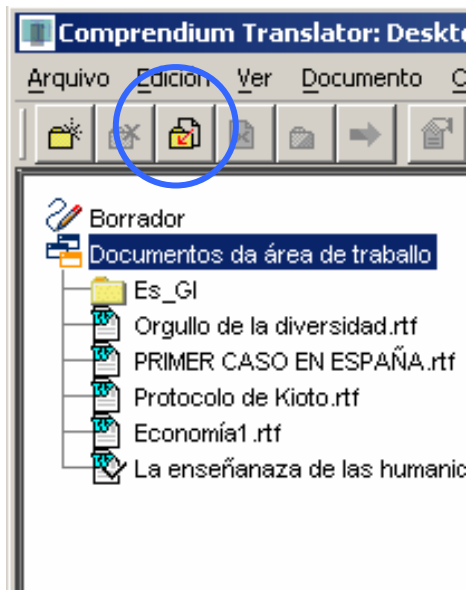 Comprendium Translator: Deskto
Arquivo Edición Ver Documento
Borrador
Documentos da área de traballo
Es_Gl
Orgullo de la diversidad.rtf
PRIMER CASO EN ESPAÑA.rtf
Protocolo de Kioto.rtf
Economía1.rtf
La enseñanaza de las humanic